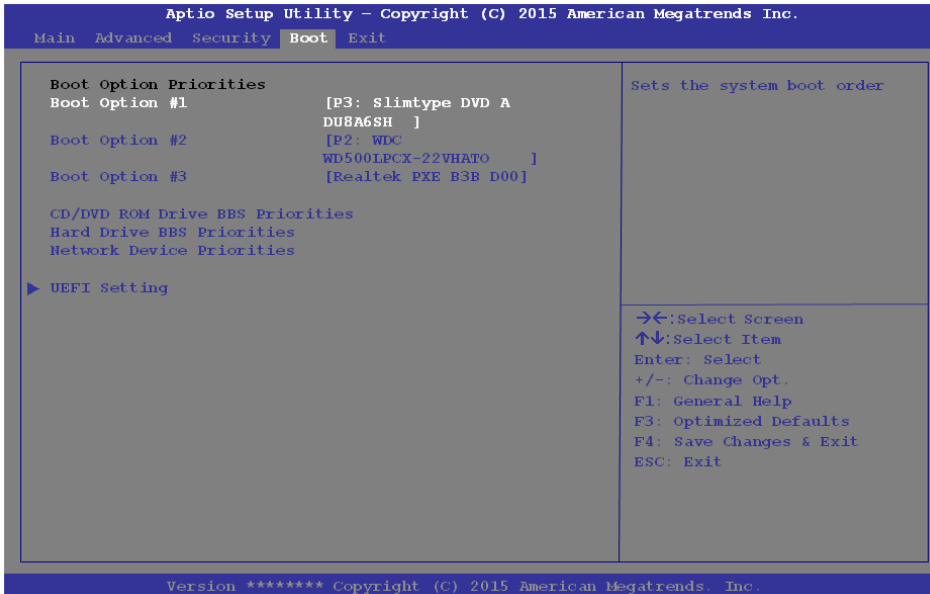 Aptio Setup Utility – Copyright (C) 2015 American Megatrends Inc.
Main Advanced Security Boot Exit
Boot Option Priorities
Boot Option #1 [P3: Slimtype DVD A
DU8A6SH ]
Boot Option #2 [P2: WDC
WD500LPCX-22VHATO ]
Boot Option #3 [Realtek PXE B3B D00]
CD/DVD ROM Drive BBS Priorities
Hard Drive BBS Priorities
Network Device Priorities
▶ UEFI Setting
Sets the system boot order
→←:Select Screen
↑↓:Select Item
Enter: Select
+/-: Change Opt.
F1: General Help
F3: Optimized Defaults
F4: Save Changes & Exit
ESC: Exit
Version ******** Copyright (C) 2015 American Megatrends. Inc.